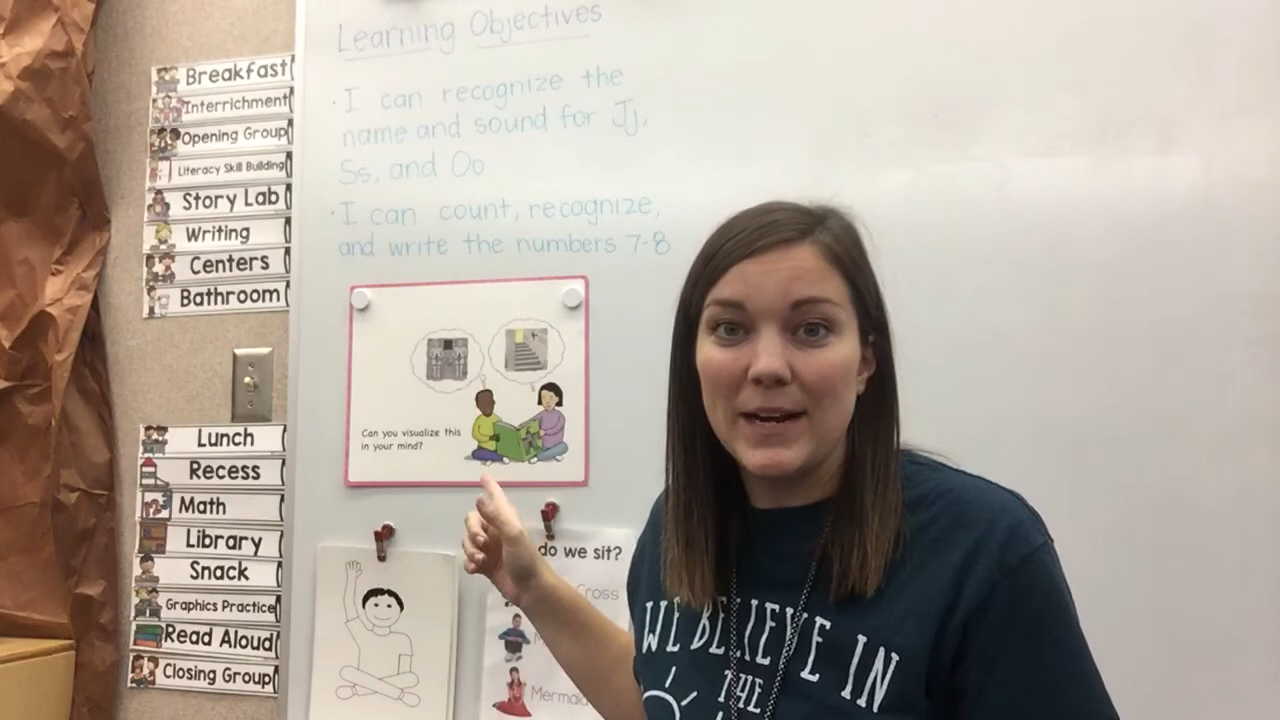 Learning Objectives
· I can recognize the
name and sound for Jj,
Ss, and Oo
· I can count, recognize,
and write the numbers 7-8
Breakfast
Interrichment
Opening Group
Literacy Skill Building
Story Lab
Writing
Centers
Bathroom
Lunch
Recess
Math
Library
Snack
Graphics Practice
Read Aloud
Closing Group
Can you visualize this
in your mind?
do we sit?
Cross
Mermaid
WE BELIEVE IN
THE